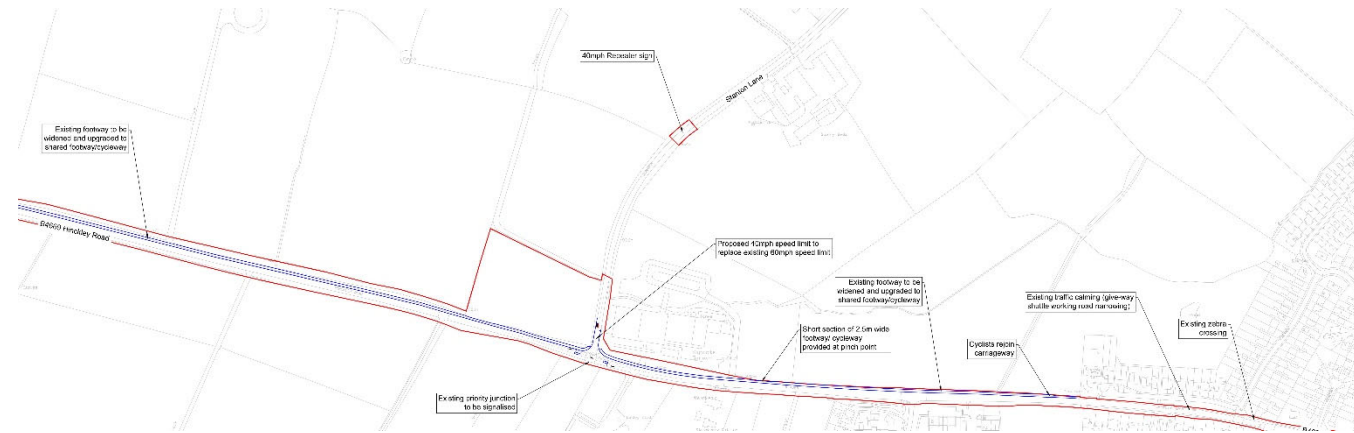 40mph Repeater sign
Stanton Lane
Existing footway to be
widened and upgraded to
shared footway/cycleway
B4669 Hinckley Road
Proposed 40mph speed limit to
replace existing 60mph speed limit
Existing footway to be
widened and upgraded to
shared footway/cycleway
Existing traffic calming (give-way
shuttle working road narrowing)
Existing zebra
crossing
Short section of 2.5m wide
footway/ cycleway
provided at pinch point
Cyclists rejoin
carriageway
Existing priority junction
to be signalised